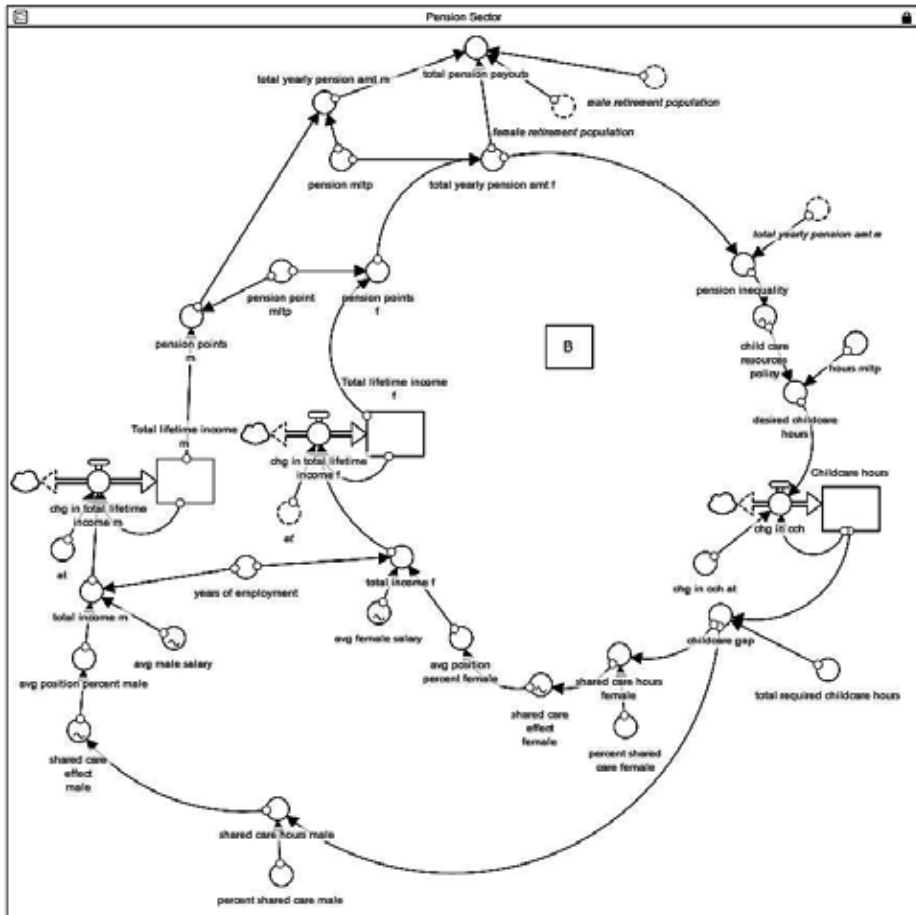 Pension Sector
total yearly pension amt m
total pension payouts
male retirement population
female retirement population
pension mltp
total yearly pension amt f
total yearly pension amt m
pension inequality
pension point
mltp
pension points
f
pension points
m
B
child care
resources
policy
hours mltp
desired childcare
hours
Total lifetime income
f
Total lifetime income
m
chg in total lifetime
income f
chg in total lifetime
income m
Childcare hours
chg in cch
at
at
chg in cch at
years of employment
total income f
total income m
avg female salary
avg male salary
avg position
percent female
avg position percent male
childcare gap
shared care hours
female
total required childcare hours
shared care
effect
female
percent shared
care female
shared care
effect
male
shared care hours male
percent shared care male